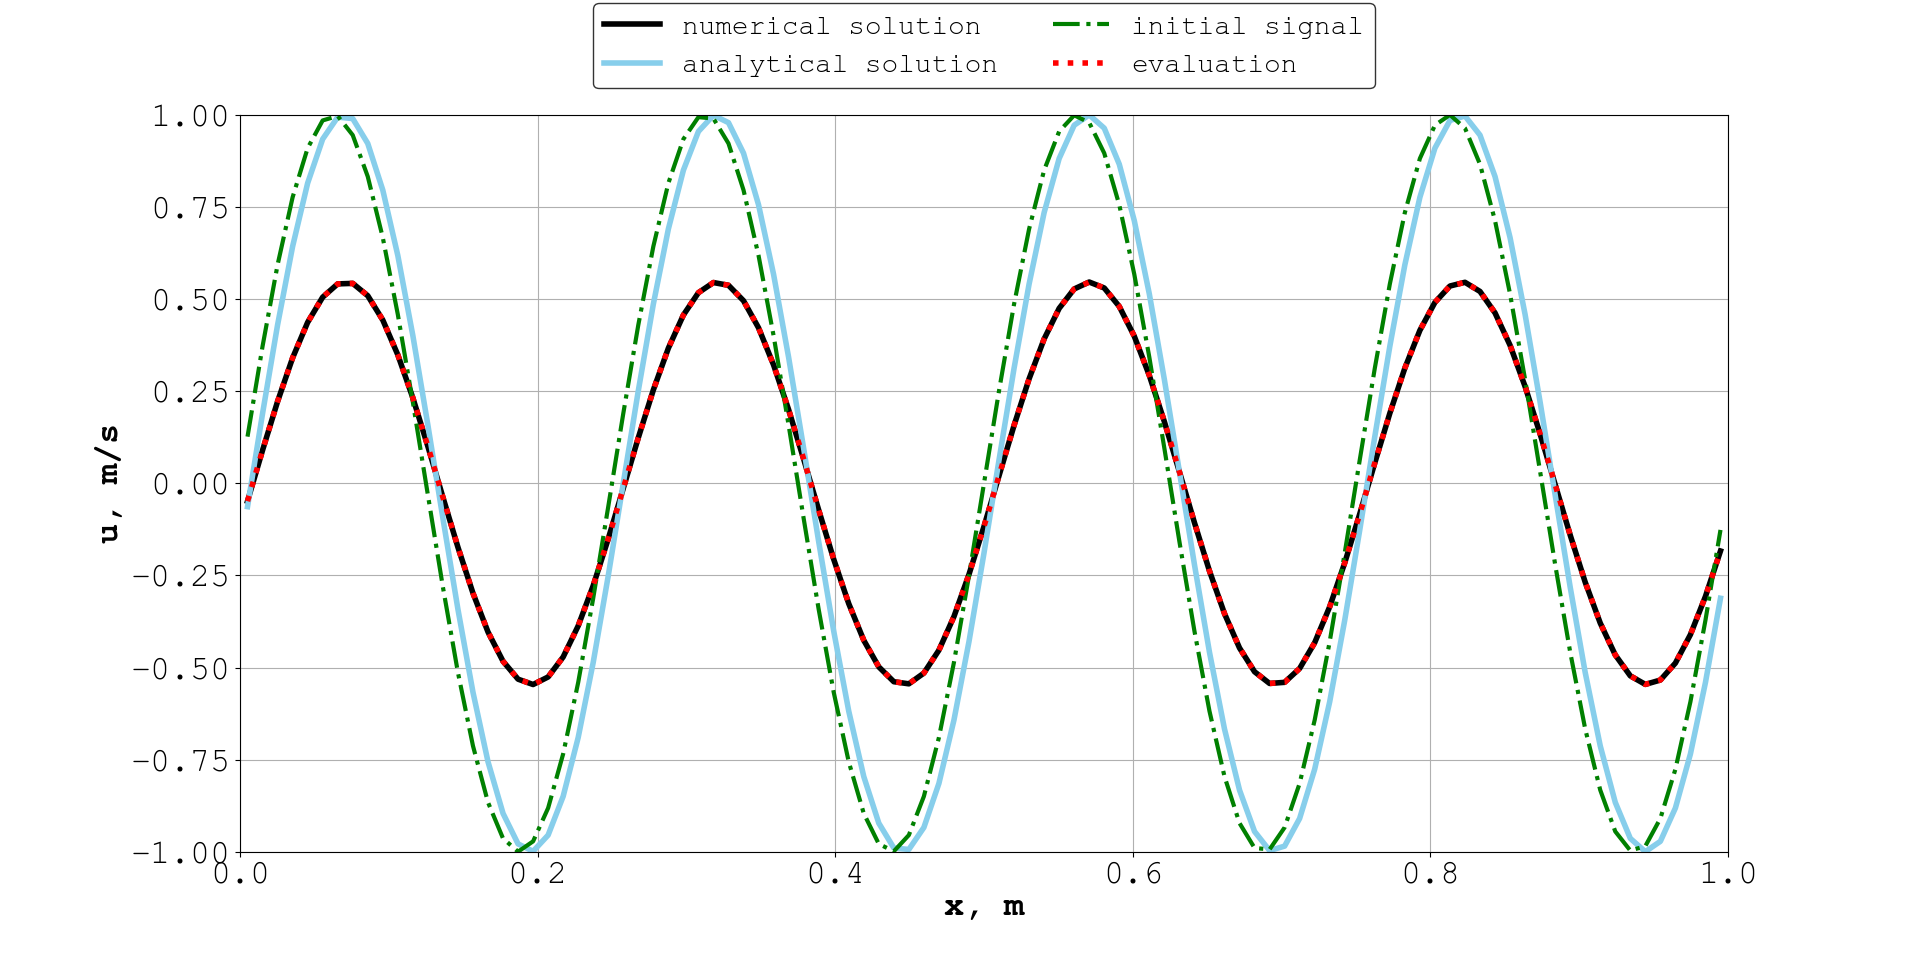 numerical solution
analytical solution
initial signal
evaluation
1.00
0.75
0.50
0.25
0.00
−0.25
−0.50
−0.75
−1.00
u, m/s
0.0 0.2 0.4 0.6 0.8 1.0
x, m